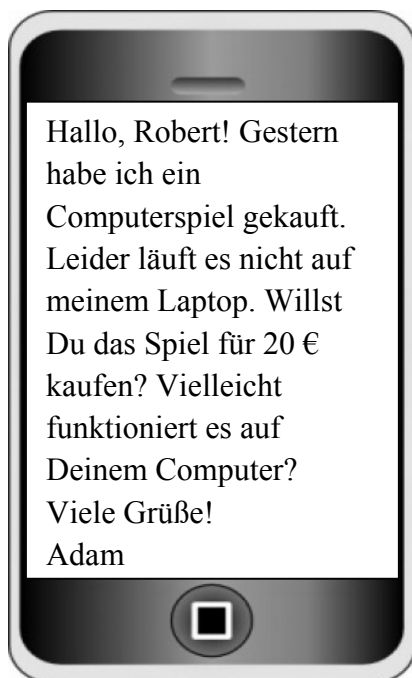 Hallo, Robert! Gestern
habe ich ein
Computerspiel gekauft.
Leider läuft es nicht auf
meinem Laptop. Willst
Du das Spiel für 20 €
kaufen? Vielleicht
funktioniert es auf
Deinem Computer?
Viele Grüße!
Adam